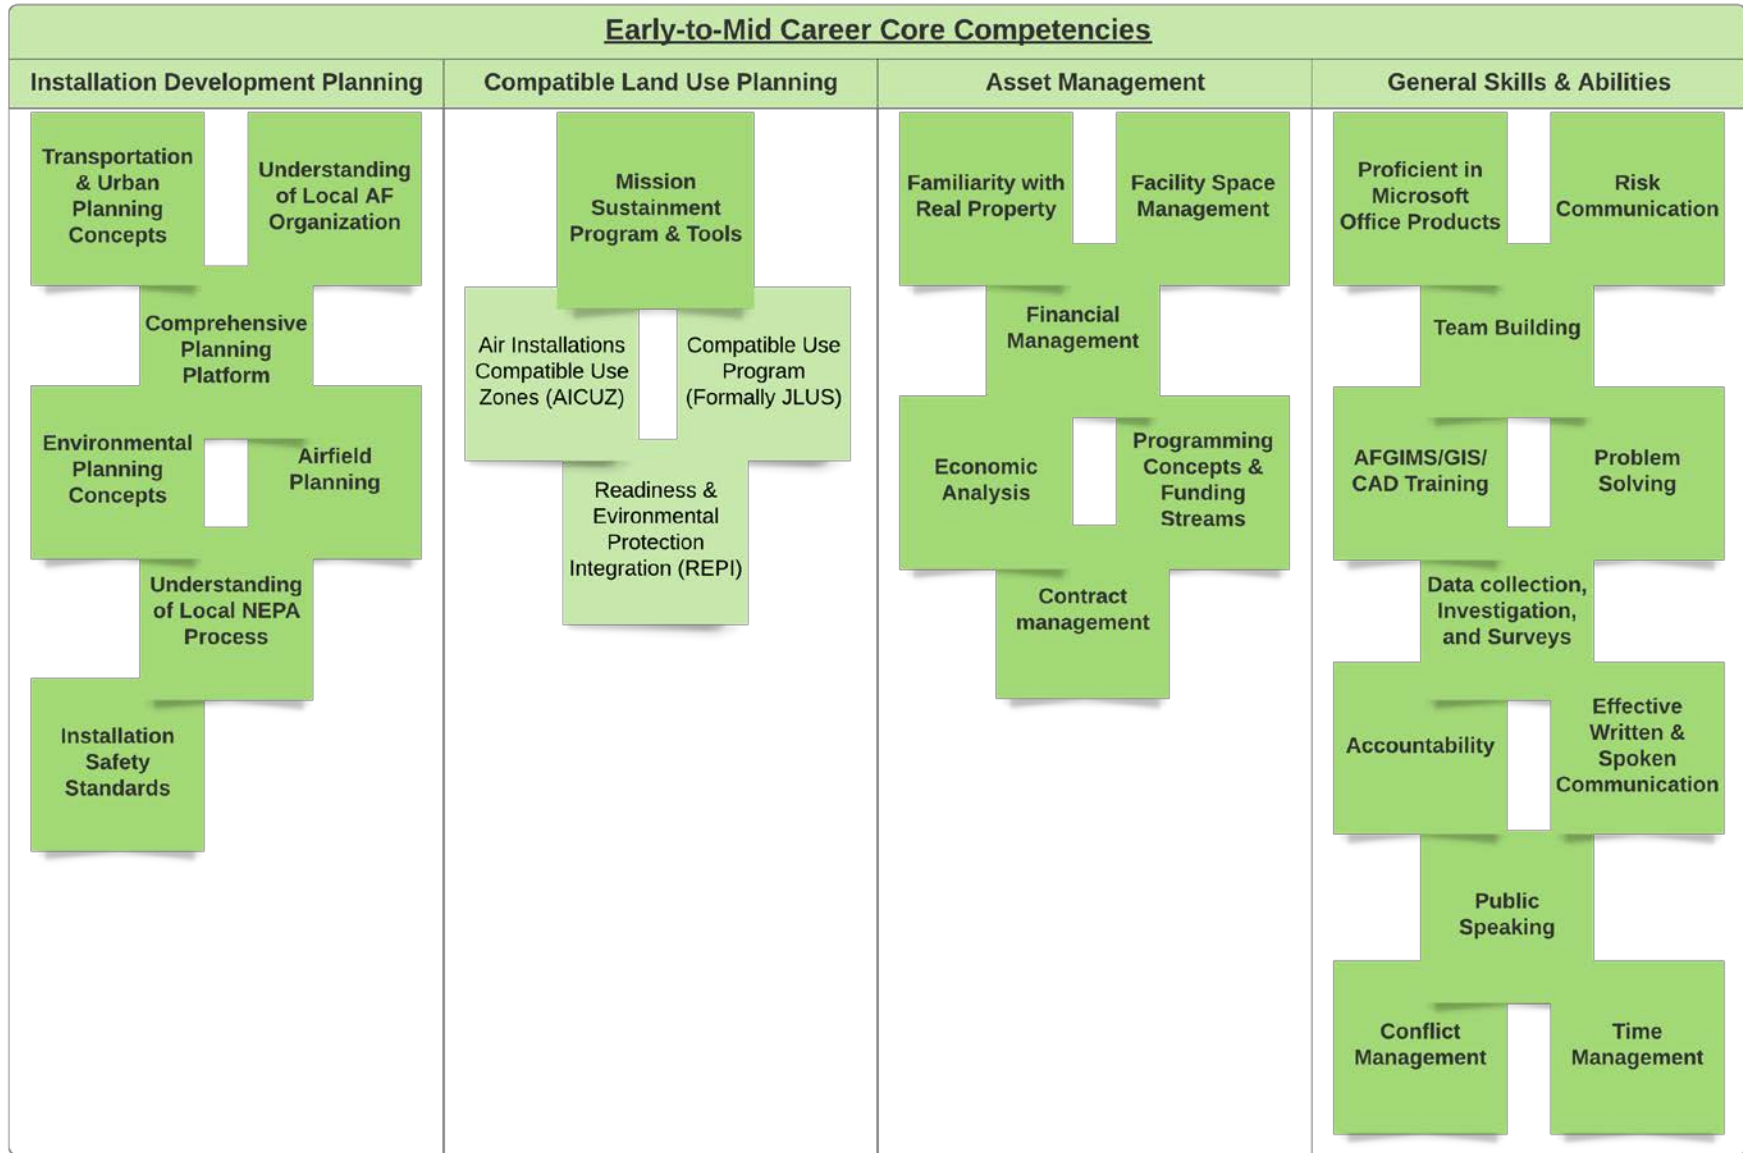 Early-to-Mid Career Core Competencies
Installation Development Planning
Compatible Land Use Planning
Asset Management
General Skills & Abilities
Transportation
& Urban
Planning
Concepts
Understanding
of Local AF
Organization
Comprehensive
Planning
Platform
Environmental
Planning
Concepts
Airfield
Planning
Understanding
of Local NEPA
Process
Installation
Safety
Standards
Mission
Sustainment
Program & Tools
Air Installations
Compatible Use
Zones (AICUZ)
Compatible Use
Program
(Formally JLUS)
Readiness &
Evironmental
Protection
Integration (REPI)
Familiarity with
Real Property
Facility Space
Management
Financial
Management
Economic
Analysis
Programming
Concepts &
Funding
Streams
Contract
management
Proficient in
Microsoft
Office Products
Risk
Communication
Team Building
AFGIMS/GIS/
CAD Training
Problem
Solving
Data collection,
Investigation,
and Surveys
Accountability
Effective
Written &
Spoken
Communication
Public
Speaking
Conflict
Management
Time
Management